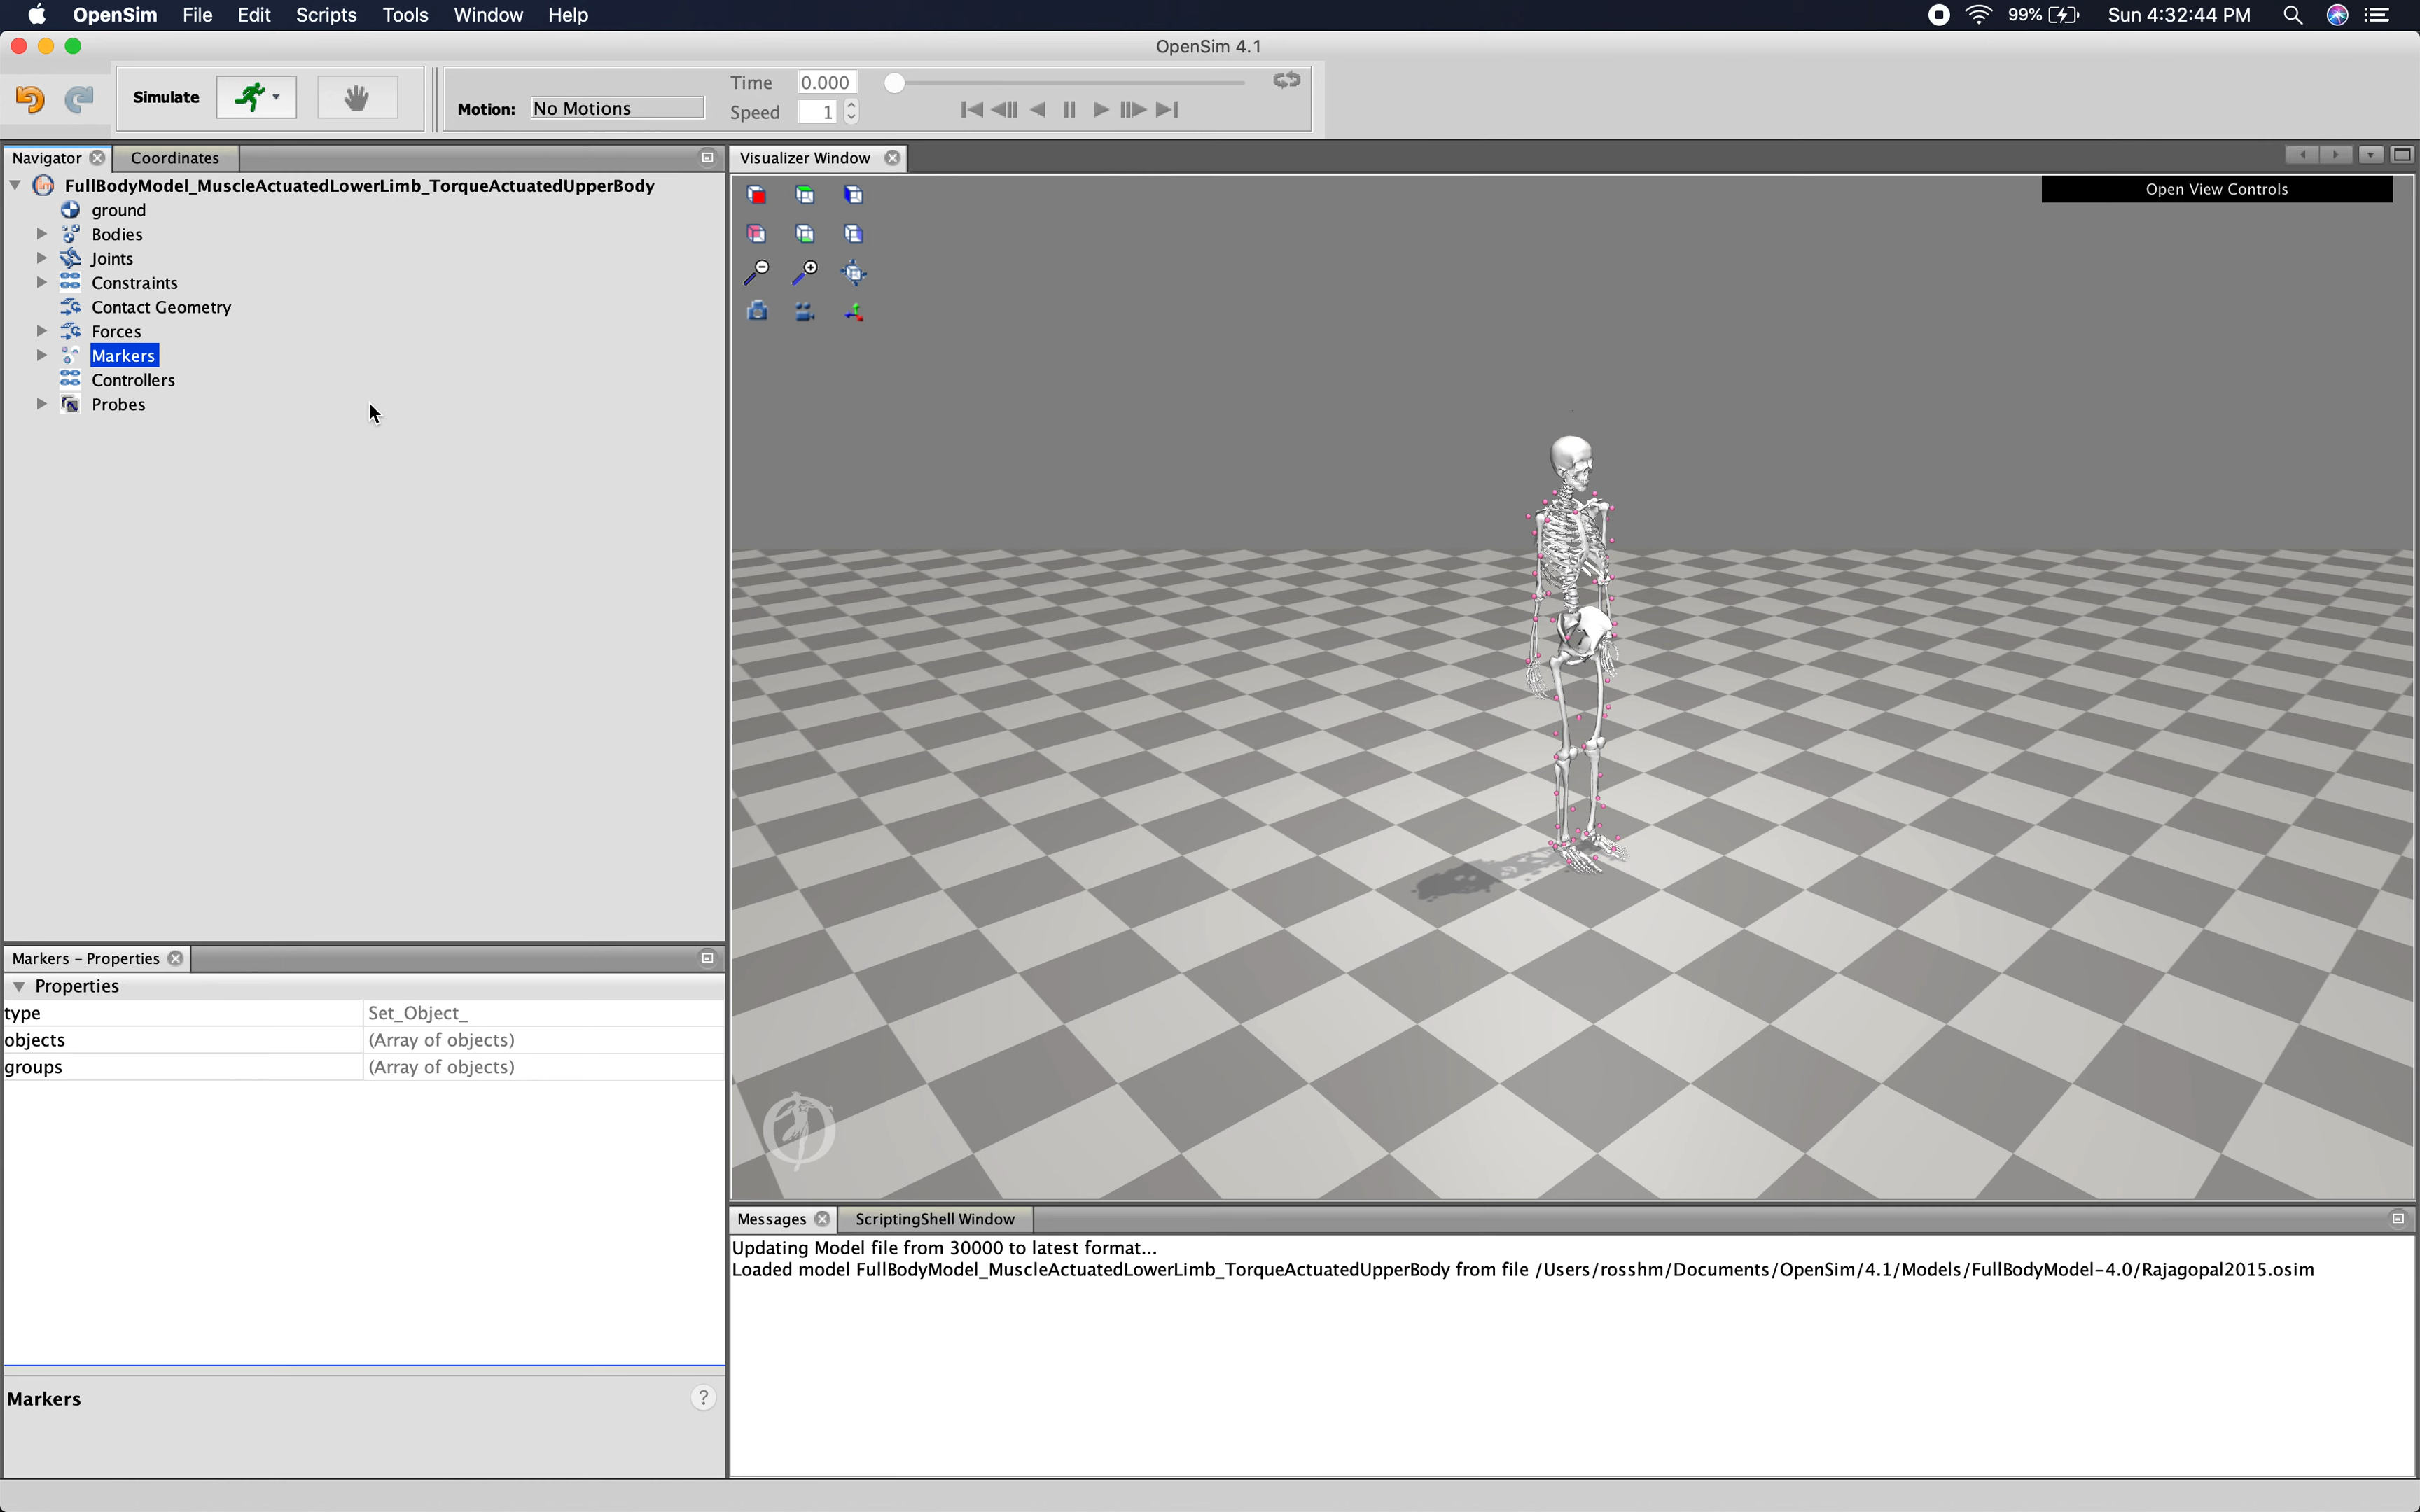 OpenSim File Edit Scripts Tools Window Help 99% Sun 4:32:44 PM
OpenSim 4.1
Simulate
Motion: No Motions
Time 0.000
Speed 1
Navigator Coordinates
FullBodyModel_MuscleActuatedLowerLimb_TorqueActuatedUpperBody
ground
Bodies
Joints
Constraints
Contact Geometry
Forces
Markers
Controllers
Probes
Visualizer Window
Open View Controls
Markers - Properties
Properties
type Set_Object_
objects (Array of objects)
groups (Array of objects)
Markers ?
Messages ScriptingShell Window
Updating Model file from 30000 to latest format...
Loaded model FullBodyModel_MuscleActuatedLowerLimb_TorqueActuatedUpperBody from file /Users/rosshm/Documents/OpenSim/4.1/Models/FullBodyModel-4.0/Rajagopal2015.osim